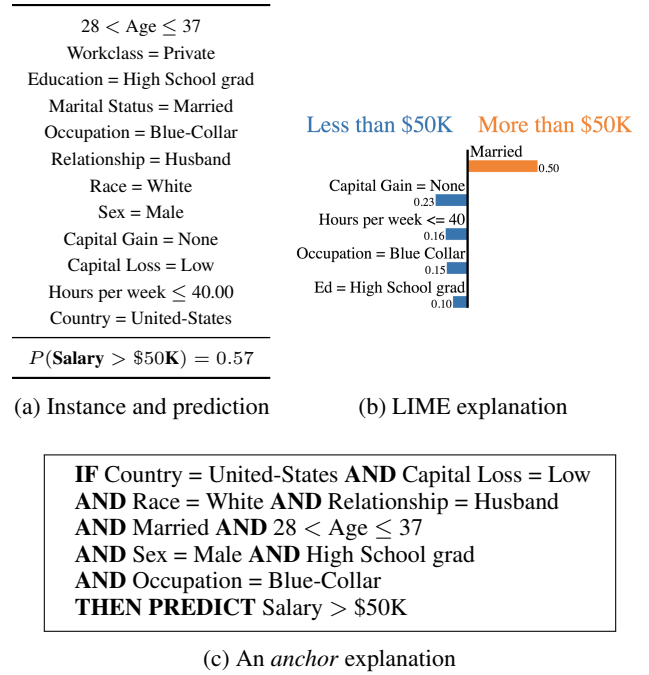 28 < Age ≤ 37
Workclass = Private
Education = High School grad
Marital Status = Married
Occupation = Blue-Collar
Relationship = Husband
Race = White
Sex = Male
Capital Gain = None
Capital Loss = Low
Hours per week ≤ 40.00
Country = United-States
P(Salary > $50K) = 0.57
(a) Instance and prediction
Less than $50K More than $50K
Married
0.50
Capital Gain = None
0.23
Hours per week <= 40
0.16
Occupation = Blue Collar
0.15
Ed = High School grad
0.10
(b) LIME explanation
IF Country = United-States AND Capital Loss = Low
AND Race = White AND Relationship = Husband
AND Married AND 28 < Age ≤ 37
AND Sex = Male AND High School grad
AND Occupation = Blue-Collar
THEN PREDICT Salary > $50K
(c) An anchor explanation